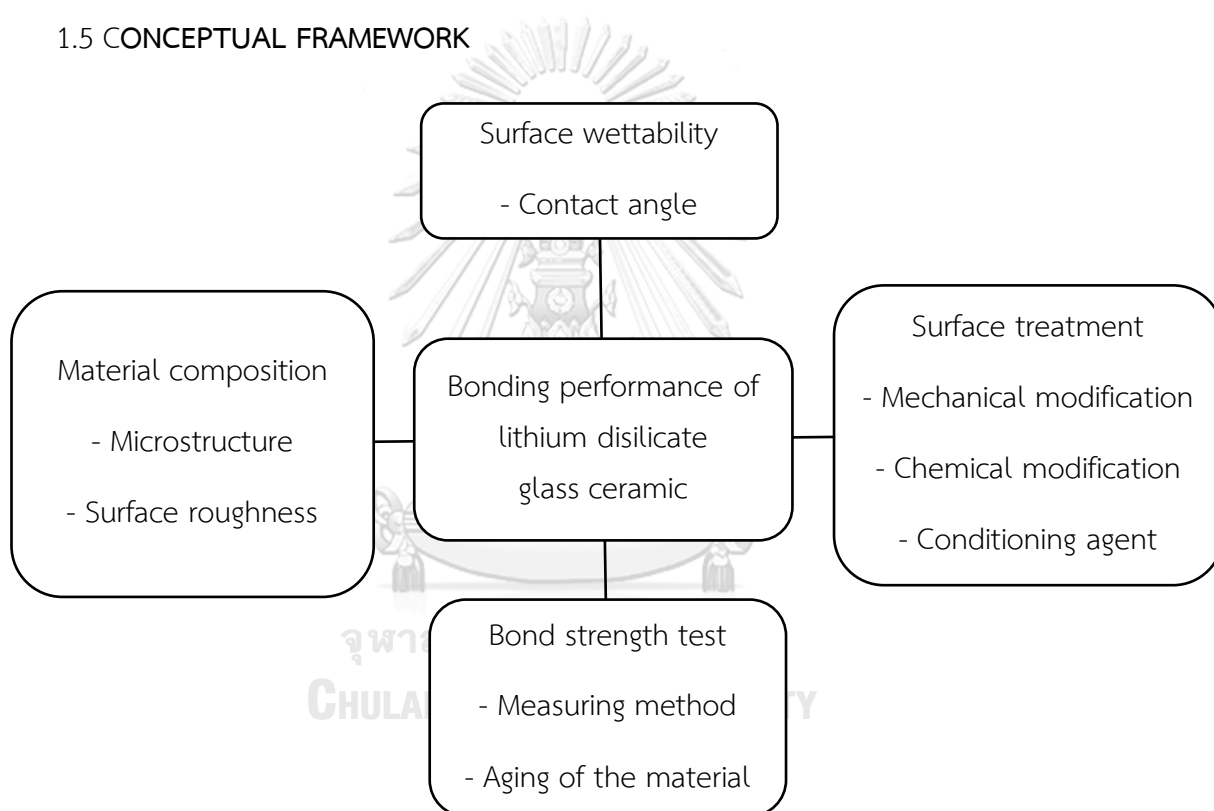 1.5 CONCEPTUAL FRAMEWORK
Surface wettability
- Contact angle
Material composition
- Microstructure
- Surface roughness
Bonding performance of
lithium disilicate
glass ceramic
Surface treatment
- Mechanical modification
- Chemical modification
- Conditioning agent
Bond strength test
- Measuring method
- Aging of the material